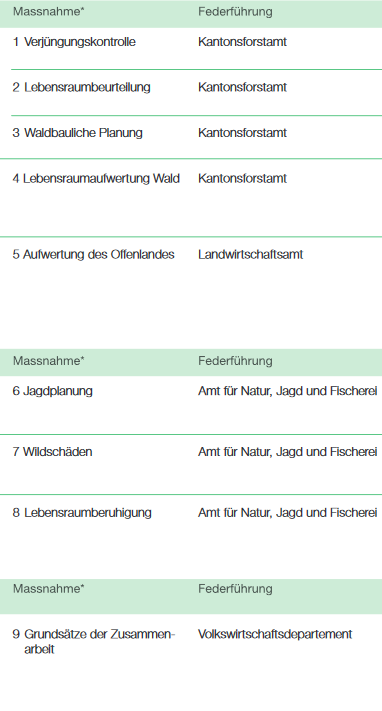 Massnahme* Federführung
1 Verjüngungskontrolle Kantonsforstamt
2 Lebensraumbeurteilung Kantonsforstamt
3 Waldbauliche Planung Kantonsforstamt
4 Lebensraumaufwertung Wald Kantonsforstamt
5 Aufwertung des Offenlandes Landwirtschaftsamt
Massnahme* Federführung
6 Jagdplanung Amt für Natur, Jagd und Fischerei
7 Wildschäden Amt für Natur, Jagd und Fischerei
8 Lebensraumberuhigung Amt für Natur, Jagd und Fischerei
Massnahme* Federführung
9 Grundsätze der Zusammen- Volkswirtschaftsdepartement
arbeit